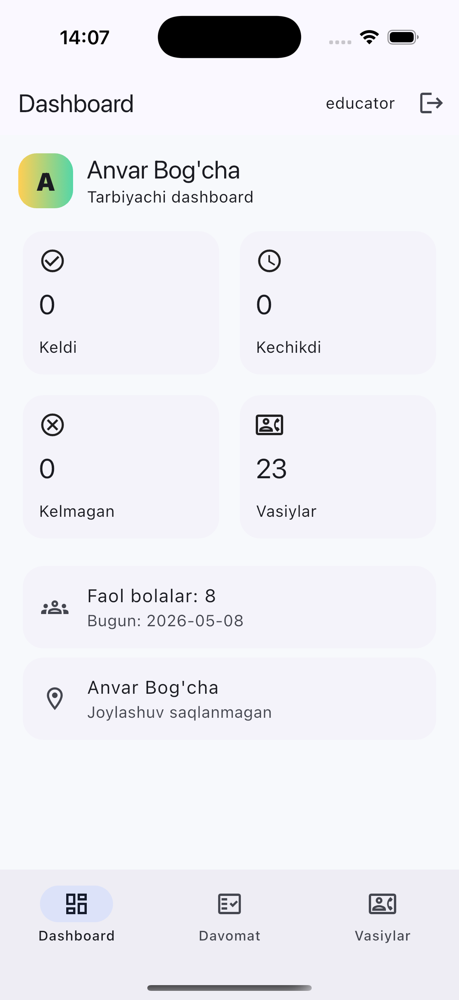 14:07
Dashboard
educator
A
Anvar Bog'cha
Tarbiyachi dashboard
0
Keldi
0
Kechikdi
0
Kelmagan
23
Vasiylar
Faol bolalar: 8
Bugun: 2026-05-08
Anvar Bog'cha
Joylashuv saqlanmagan
Dashboard
Davomat
Vasiylar